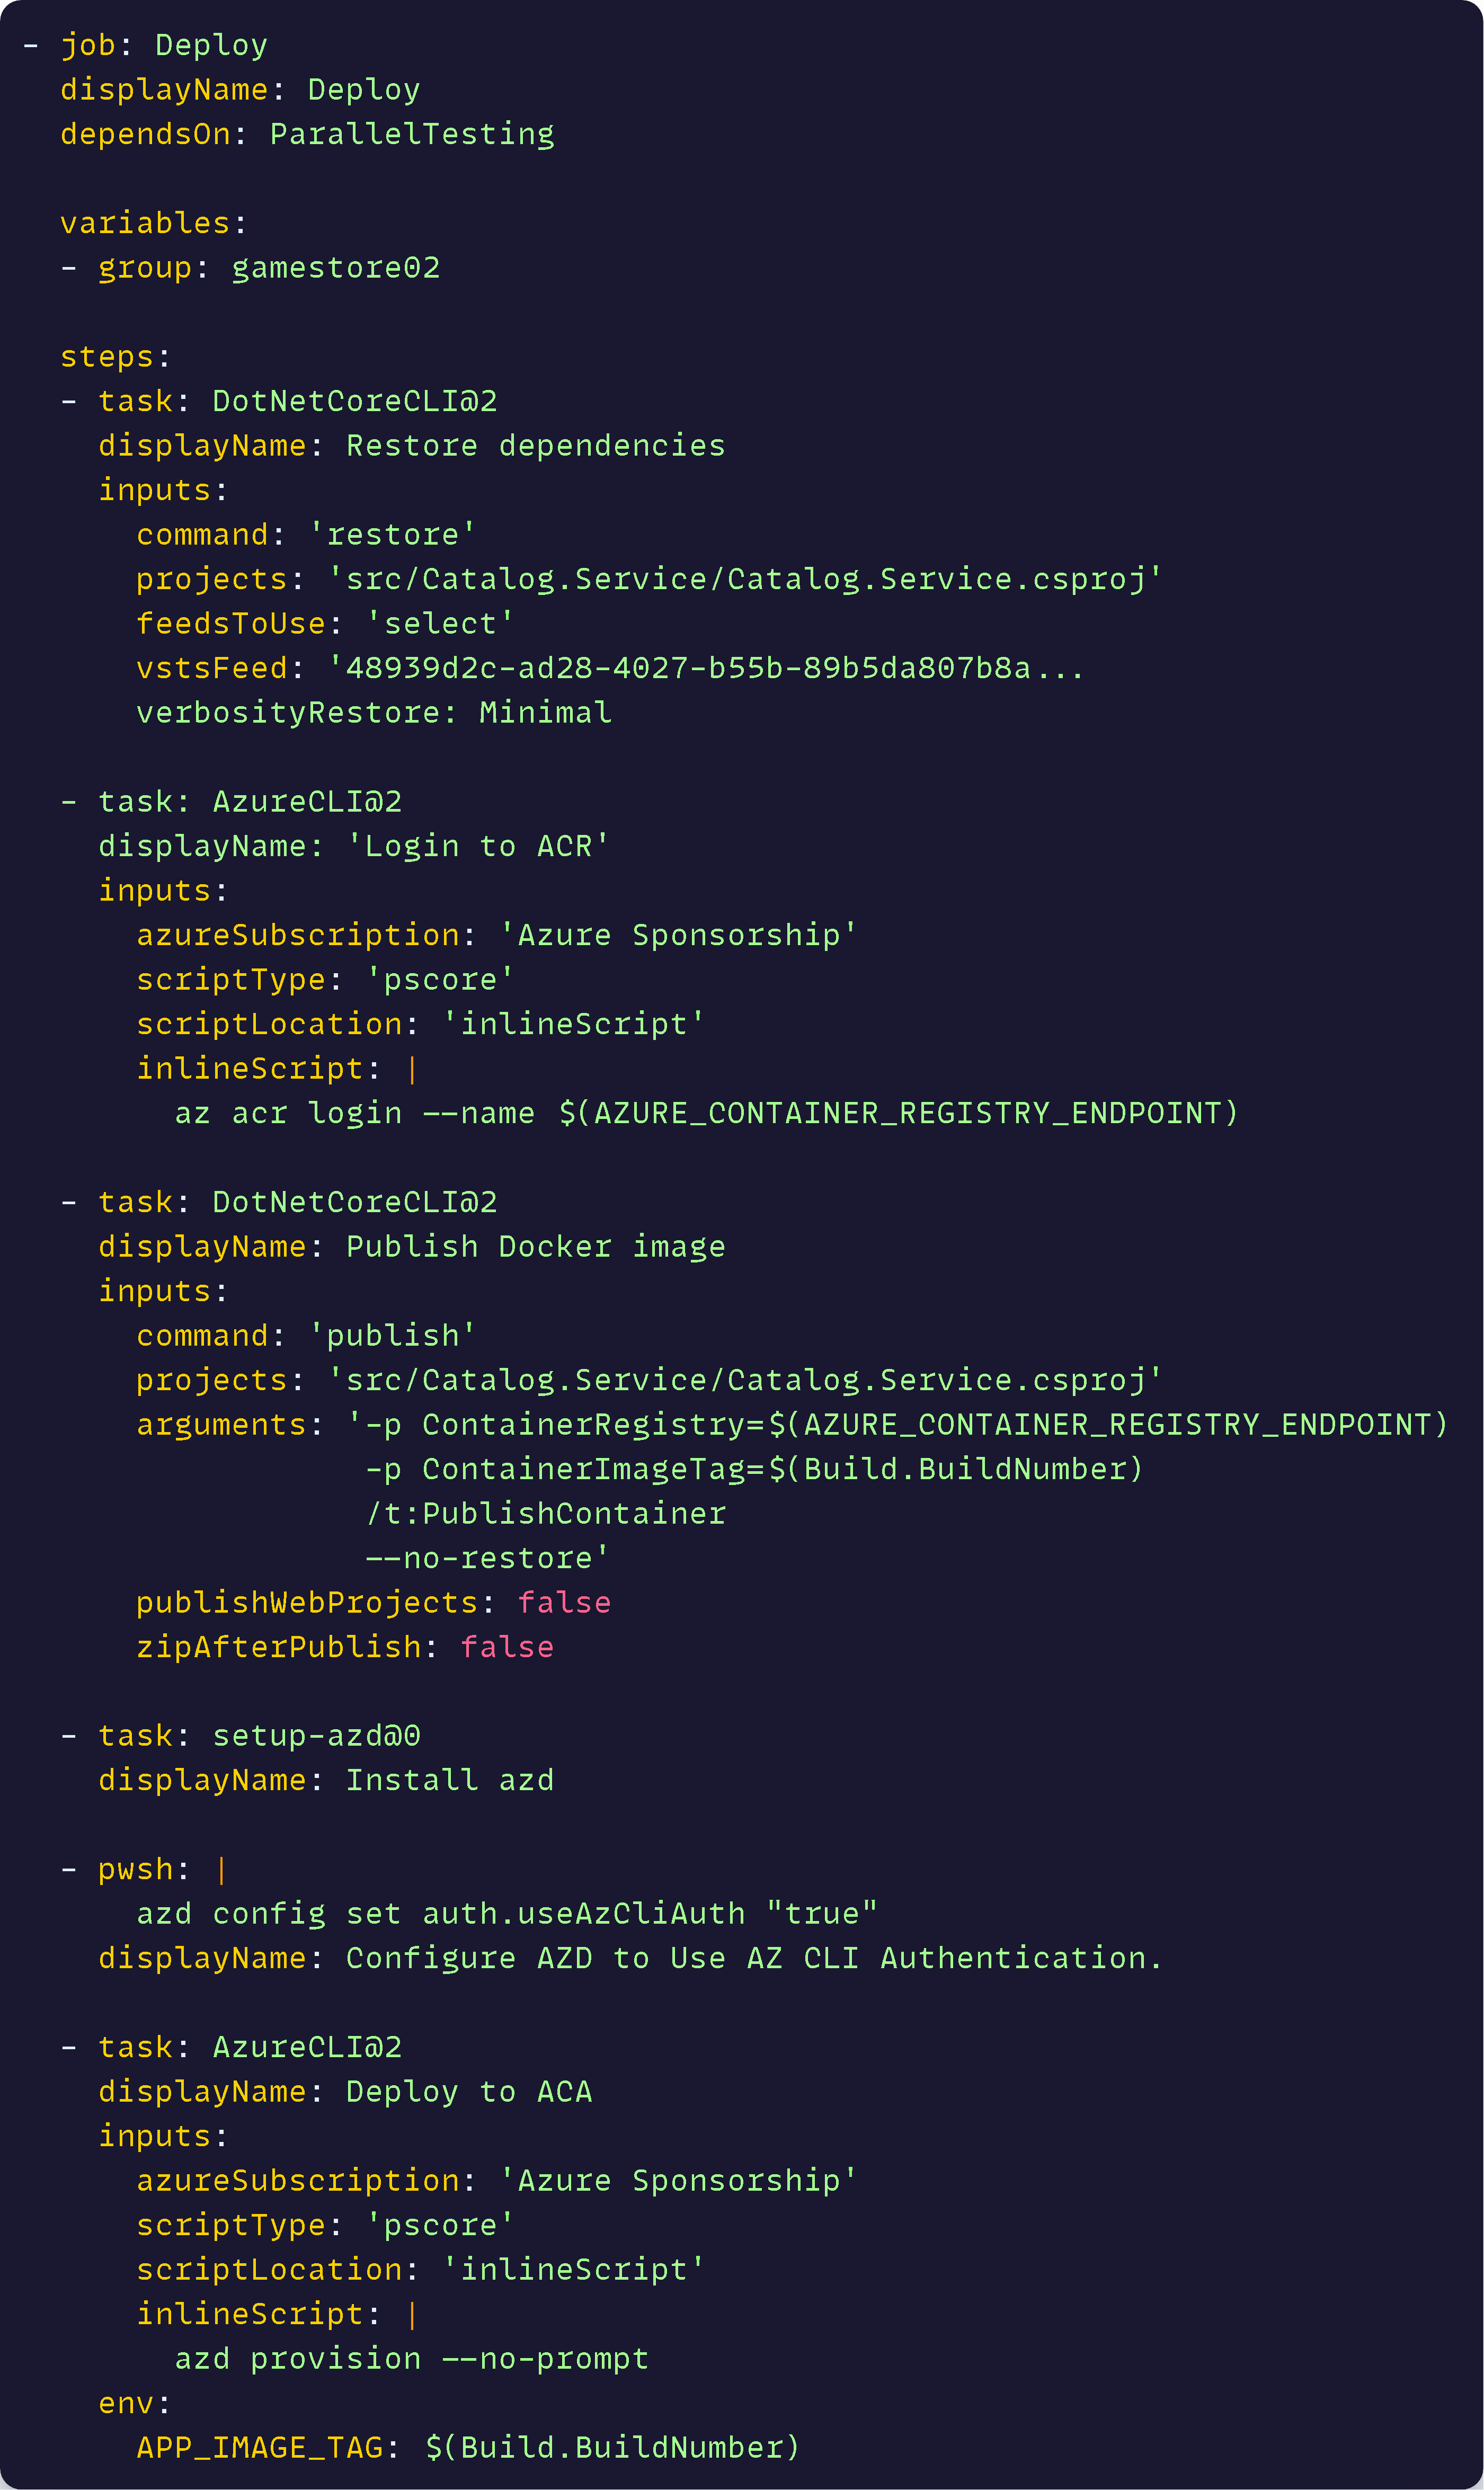 - job: Deploy
  displayName: Deploy
  dependsOn: ParallelTesting

  variables:
  - group: gamestore02

  steps:
  - task: DotNetCoreCLI@2
    displayName: Restore dependencies
    inputs:
      command: 'restore'
      projects: 'src/Catalog.Service/Catalog.Service.csproj'
      feedsToUse: 'select'
      vstsFeed: '48939d2c-ad28-4027-b55b-89b5da807b8a...
      verbosityRestore: Minimal

  - task: AzureCLI@2
    displayName: 'Login to ACR'
    inputs:
      azureSubscription: 'Azure Sponsorship'
      scriptType: 'pscore'
      scriptLocation: 'inlineScript'
      inlineScript: |
        az acr login --name $(AZURE_CONTAINER_REGISTRY_ENDPOINT)

  - task: DotNetCoreCLI@2
    displayName: Publish Docker image
    inputs:
      command: 'publish'
      projects: 'src/Catalog.Service/Catalog.Service.csproj'
      arguments: '-p ContainerRegistry=$(AZURE_CONTAINER_REGISTRY_ENDPOINT)
                  -p ContainerImageTag=$(Build.BuildNumber)
                  /t:PublishContainer
                  --no-restore'
      publishWebProjects: false
      zipAfterPublish: false

  - task: setup-azd@0
    displayName: Install azd

  - pwsh: |
      azd config set auth.useAzCliAuth "true"
    displayName: Configure AZD to Use AZ CLI Authentication.

  - task: AzureCLI@2
    displayName: Deploy to ACA
    inputs:
      azureSubscription: 'Azure Sponsorship'
      scriptType: 'pscore'
      scriptLocation: 'inlineScript'
      inlineScript: |
        azd provision --no-prompt
    env:
      APP_IMAGE_TAG: $(Build.BuildNumber)